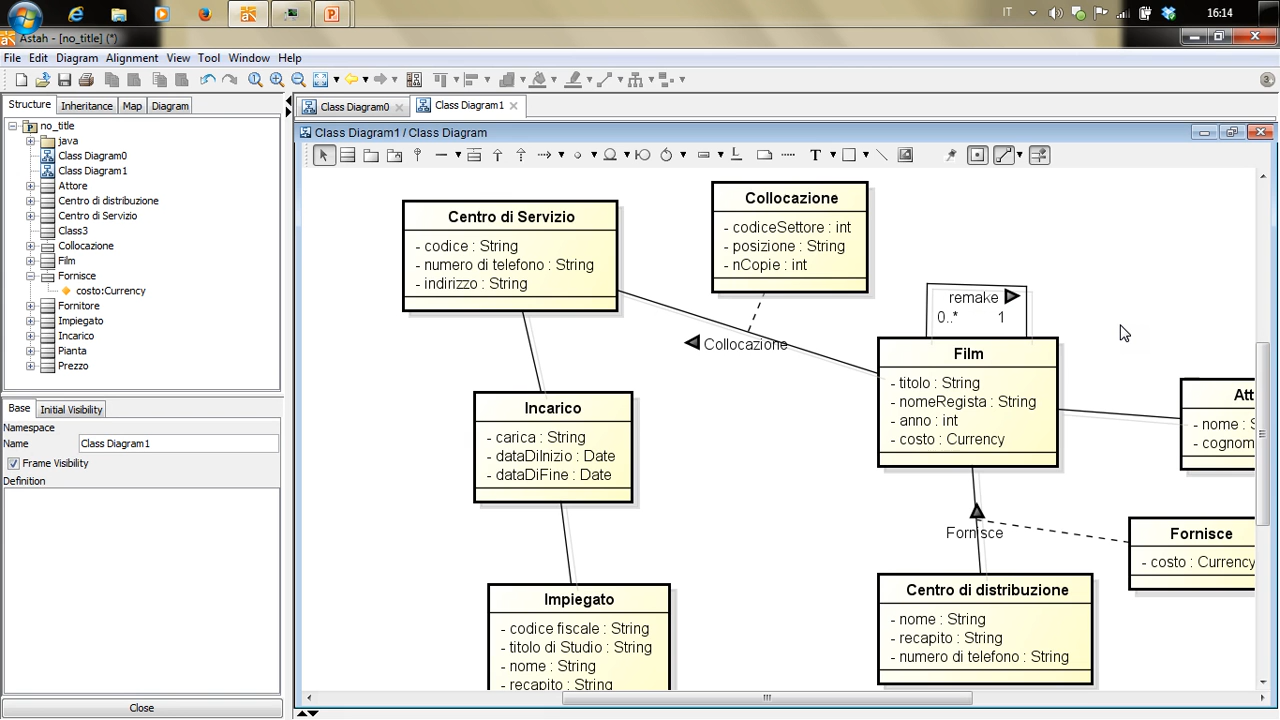 IT
16:14
Astah - [no_title] (*)
File Edit Diagram Alignment View Tool Window Help
Structure Inheritance Map Diagram
no_title
java
Class Diagram0
Class Diagram1
Attore
Centro di distribuzione
Centro di Servizio
Class3
Collocazione
Film
Fornisce
costo:Currency
Fornitore
Impiegato
Incarico
Pianta
Prezzo
Base Initial Visibility
Namespace
Name Class Diagram1
Frame Visibility
Definition
Close
Class Diagram0 Class Diagram1
Class Diagram1 / Class Diagram
Centro di Servizio
- codice : String
- numero di telefono : String
- indirizzo : String
Collocazione
- codiceSettore : int
- posizione : String
- nCopie : int
Collocazione
remake
0..* 1
Film
- titolo : String
- nomeRegista : String
- anno : int
- costo : Currency
Att
- nome : S
- cognom
Incarico
- carica : String
- dataDiInizio : Date
- dataDiFine : Date
Fornisce
Fornisce
- costo : Currency
Centro di distribuzione
- nome : String
- recapito : String
- numero di telefono : String
Impiegato
- codice fiscale : String
- titolo di Studio : String
- nome : String
- recapito : String